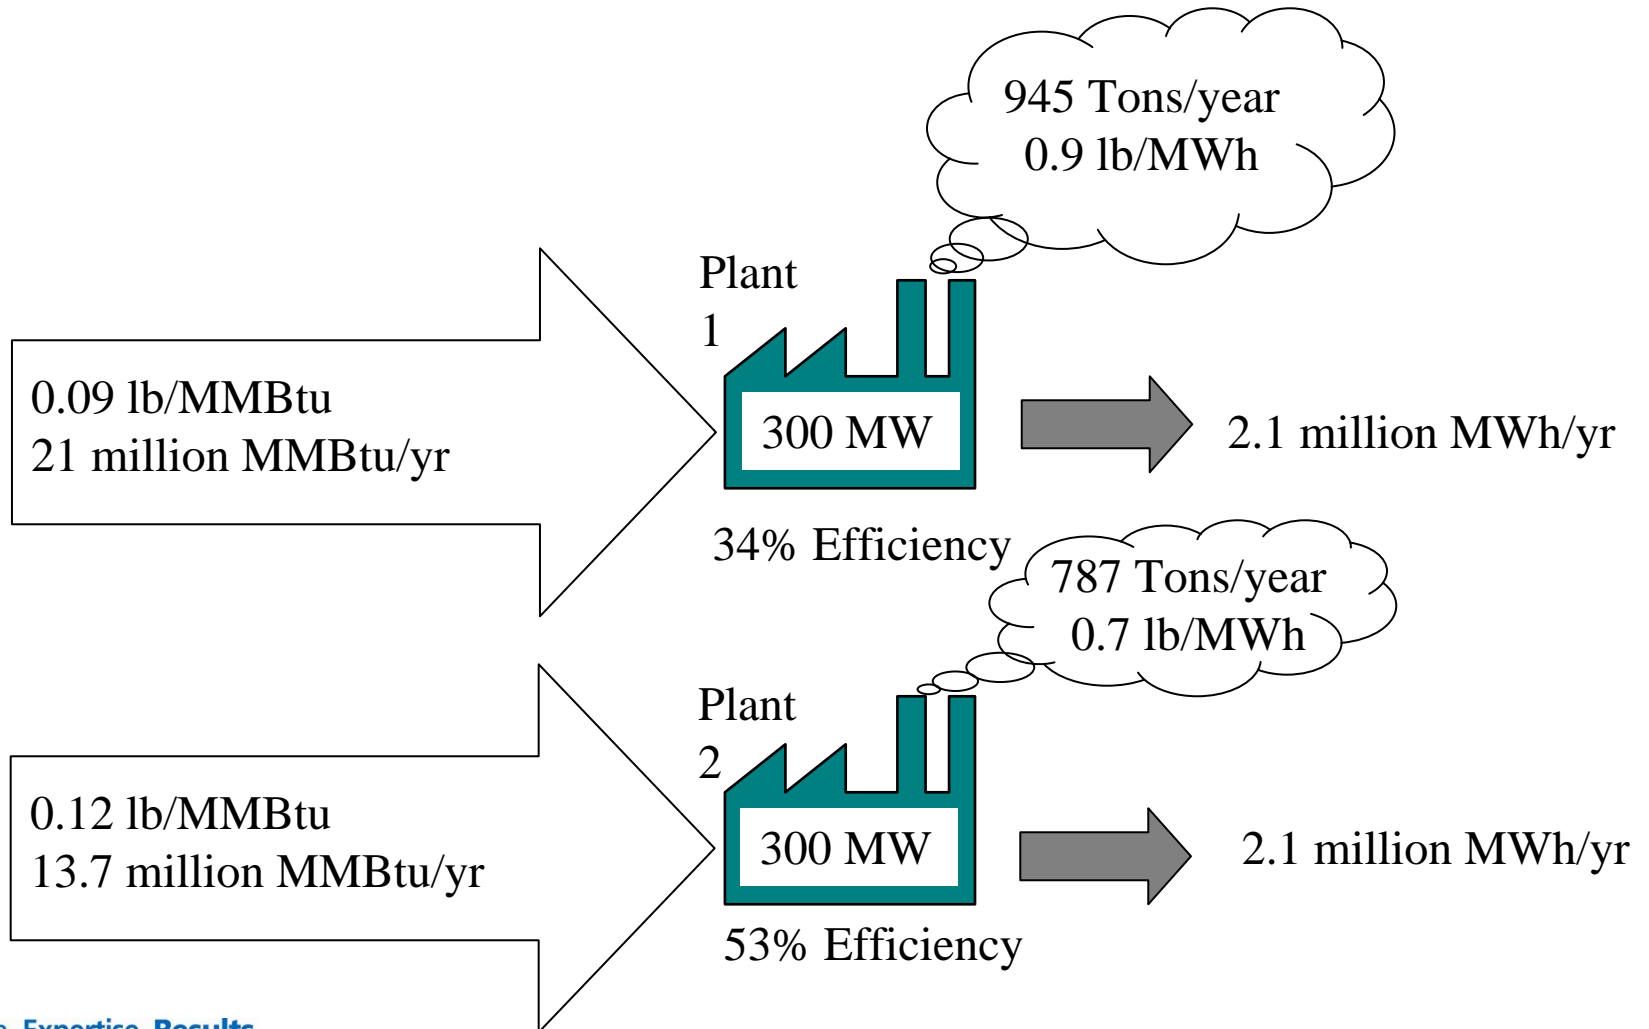 945 Tons/year
0.9 lb/MWh
Plant
1
0.09 lb/MMBtu
21 million MMBtu/yr
300 MW
2.1 million MWh/yr
34% Efficiency
787 Tons/year
0.7 lb/MWh
Plant
2
0.12 lb/MMBtu
13.7 million MMBtu/yr
300 MW
2.1 million MWh/yr
53% Efficiency
Expertise Results